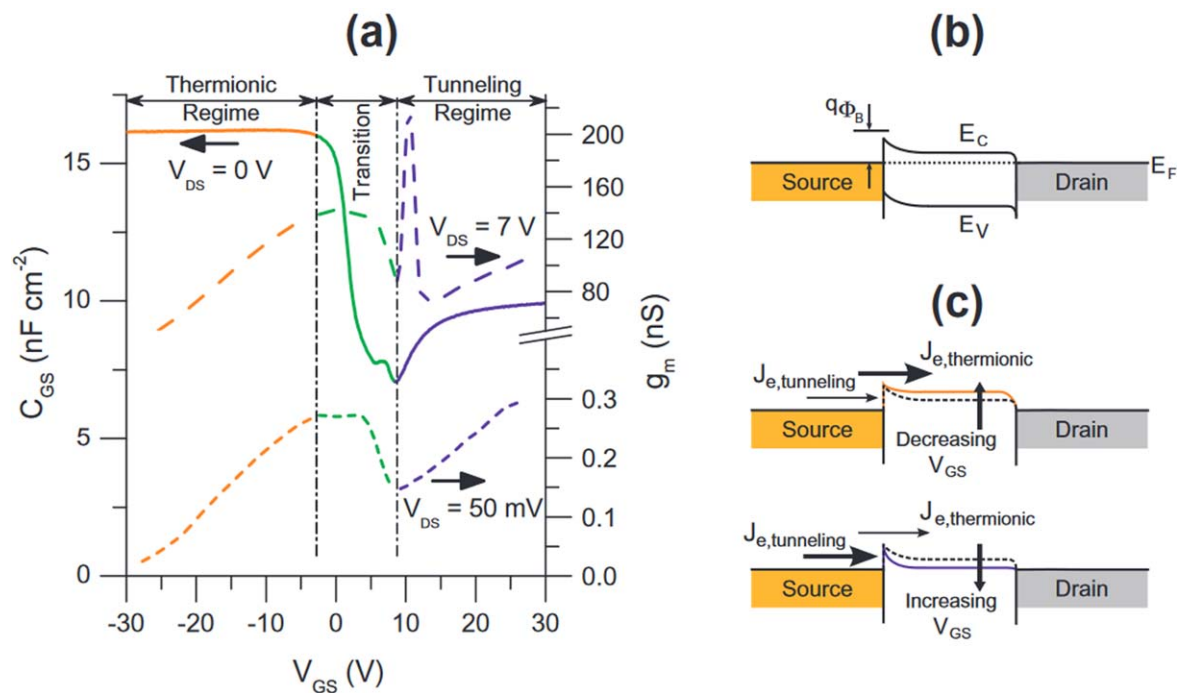 (a)
Thermionic
Regime
Transition
Tunneling
Regime
V_DS = 0 V
V_DS = 7 V
V_DS = 50 mV
15
10
5
0
C_GS (nF cm⁻²)
200
180
160
140
120
80
0.3
0.2
0.1
0.0
g_m (nS)
-30 -20 -10 0 10 20 30
V_GS (V)
(b)
qΦ_B
E_C
E_F
Source
Drain
E_V
(c)
J_e,thermionic
J_e,tunneling
Source
Decreasing
V_GS
Drain
J_e,thermionic
J_e,tunneling
Source
Increasing
V_GS
Drain